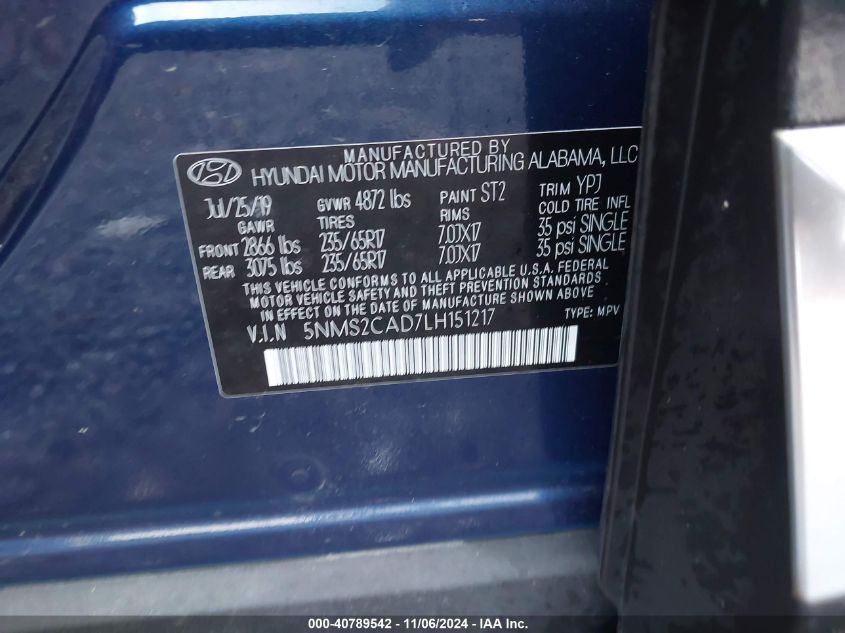 MANUFACTURED BY
HYUNDAI MOTOR MANUFACTURING ALABAMA, LLC
Jul/25/19 GVWR 4872 lbs PAINT ST2 TRIM YPJ
GAWR TIRES RIMS COLD TIRE INFL
FRONT 2866 lbs 235/65R17 7.0JX17 35 psi SINGLE
REAR 3075 lbs 235/65R17 7.0JX17 35 psi SINGLE
THIS VEHICLE CONFORMS TO ALL APPLICABLE U.S.A. FEDERAL
MOTOR VEHICLE SAFETY AND THEFT PREVENTION STANDARDS
IN EFFECT ON THE DATE OF MANUFACTURE SHOWN ABOVE
V.I.N 5NMS2CAD7LH151217 TYPE: MPV
000-40789542 - 11/06/2024 - IAA Inc.